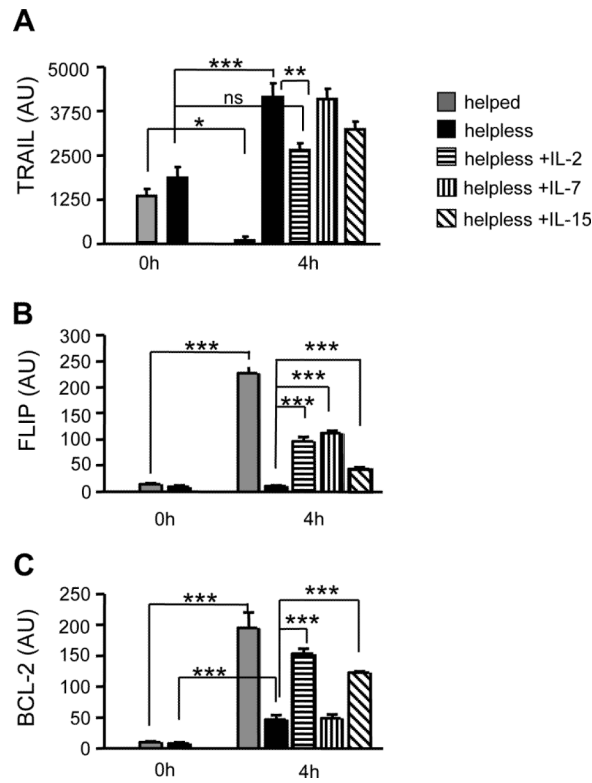 A
TRAIL (AU)
5000
3750
2500
1250
0
***
**
ns
*
0h
4h
helped
helpless
helpless +IL-2
helpless +IL-7
helpless +IL-15
B
FLIP (AU)
300
250
200
150
100
50
0
***
***
***
***
0h
4h
C
BCL-2 (AU)
250
200
150
100
50
0
***
***
***
***
0h
4h